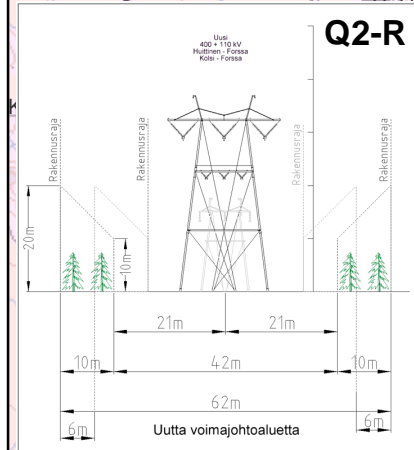 Q2-R
Uusi
400 + 110 kV
Huittinen - Forssa
Kolsi - Forssa
K
Rakennusraja
Rakennusraja
Rakennusraja
Rakennusraja
20m
10m
21m
21m
10m
42m
10m
62m
6m
6m
Uutta voimajohtoaluetta